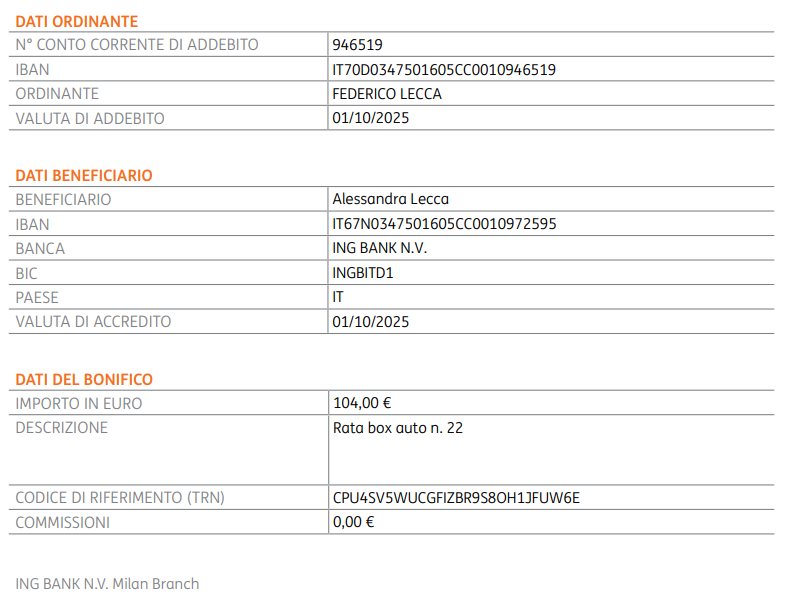 DATI ORDINANTE
N° CONTO CORRENTE DI ADDEBITO 946519
IBAN IT70D0347501605CC0010946519
ORDINANTE FEDERICO LECCA
VALUTA DI ADDEBITO 01/10/2025
DATI BENEFICIARIO
BENEFICIARIO Alessandra Lecca
IBAN IT67N0347501605CC0010972595
BANCA ING BANK N.V.
BIC INGBITD1
PAESE IT
VALUTA DI ACCREDITO 01/10/2025
DATI DEL BONIFICO
IMPORTO IN EURO 104,00 €
DESCRIZIONE Rata box auto n. 22
CODICE DI RIFERIMENTO (TRN) CPU4SV5WUCGFIZBR9S8OH1JFUW6E
COMMISSIONI 0,00 €
ING BANK N.V. Milan Branch